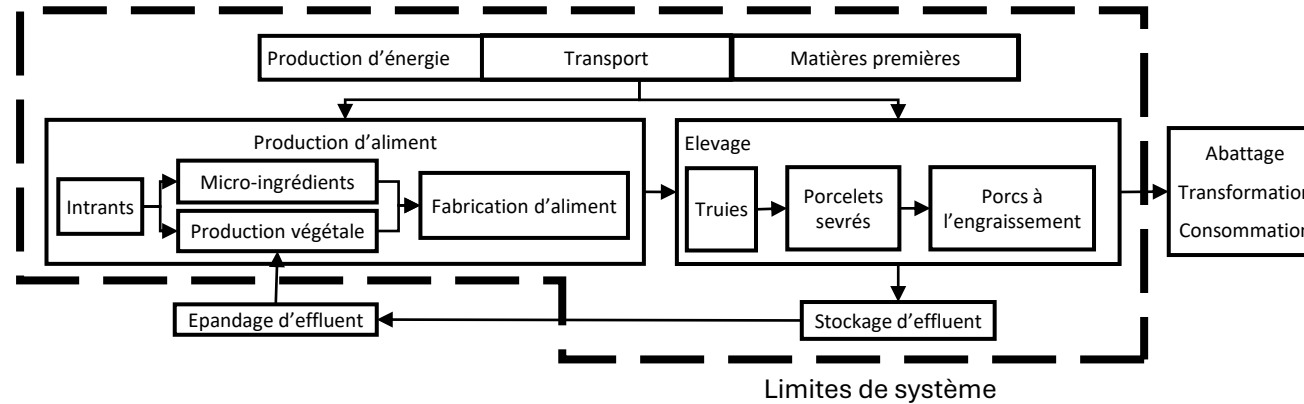 Production d’énergie
Transport
Matières premières
Production d’aliment
Intrants
Micro-ingrédients
Production végétale
Fabrication d’aliment
Elevage
Truies
Porcelets
sevrés
Porcs à
l’engraissement
Abattage
Transformation
Consommation
Epandage d’effluent
Stockage d’effluent
Limites de système